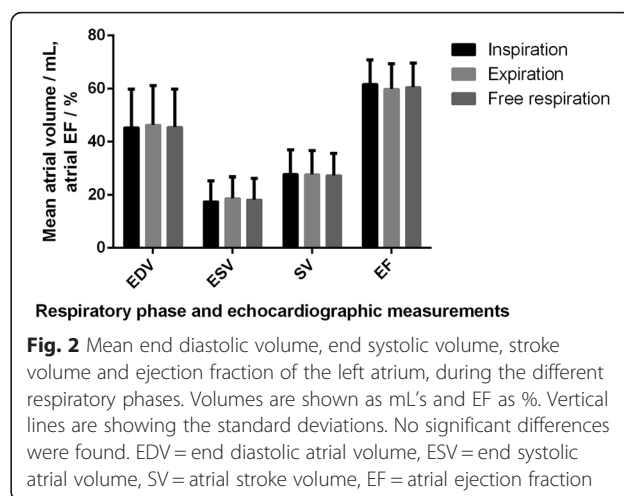 80
60
40
20
0
Mean atrial volume / mL,
atrial EF / %
Inspiration
Expiration
Free respiration
EDV
ESV
SV
EF
Respiratory phase and echocardiographic measurements
Fig. 2 Mean end diastolic volume, end systolic volume, stroke
volume and ejection fraction of the left atrium, during the different
respiratory phases. Volumes are shown as mL's and EF as %. Vertical
lines are showing the standard deviations. No significant differences
were found. EDV = end diastolic atrial volume, ESV = end systolic
atrial volume, SV = atrial stroke volume, EF = atrial ejection fraction